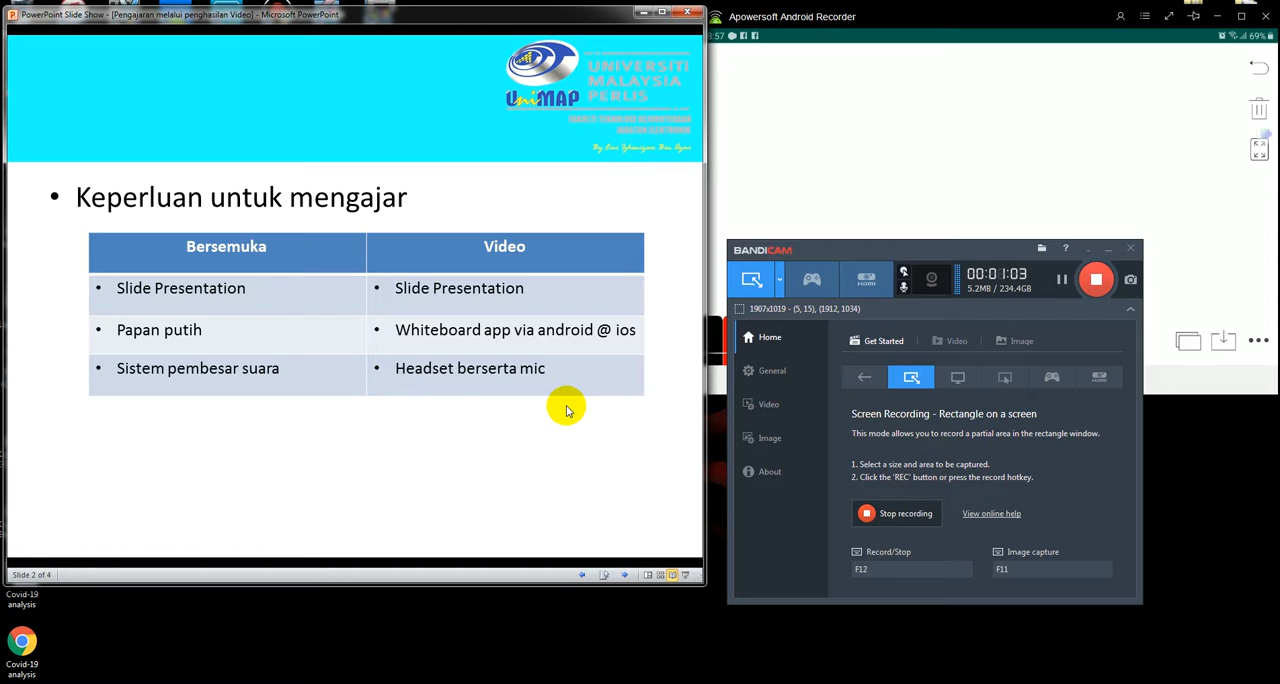 PowerPoint Slide Show - [Pengajaran melalui penghasilan Video] - Microsoft PowerPoint
UNIVERSITI
MALAYSIA
PERLIS
UniMAP
• Keperluan untuk mengajar
Bersemuka Video
• Slide Presentation • Slide Presentation
• Papan putih • Whiteboard app via android @ ios
• Sistem pembesar suara • Headset berserta mic
Slide 2 of 4
Covid-19
analysis
Covid-19
analysis
Apowersoft Android Recorder
:57
69%
BANDICAM
HDMI
00:01:03
5.2MB / 234.4GB
1907x1019 - (5, 15), (1912, 1034)
Home
General
Video
Image
About
Get Started Video Image
Screen Recording - Rectangle on a screen
This mode allows you to record a partial area in the rectangle window.
1. Select a size and area to be captured.
2. Click the 'REC' button or press the record hotkey.
Stop recording View online help
Record/Stop Image capture
F12 F11